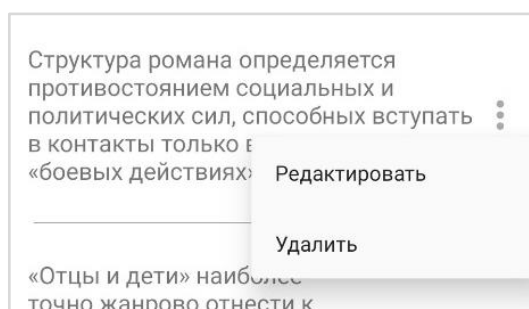 Структура романа определяется
противостоянием социальных и
политических сил, способных вступать
в контакты только в
«боевых действиях»
Редактировать
Удалить
«Отцы и дети» наиболее
точно жанрово отнести к